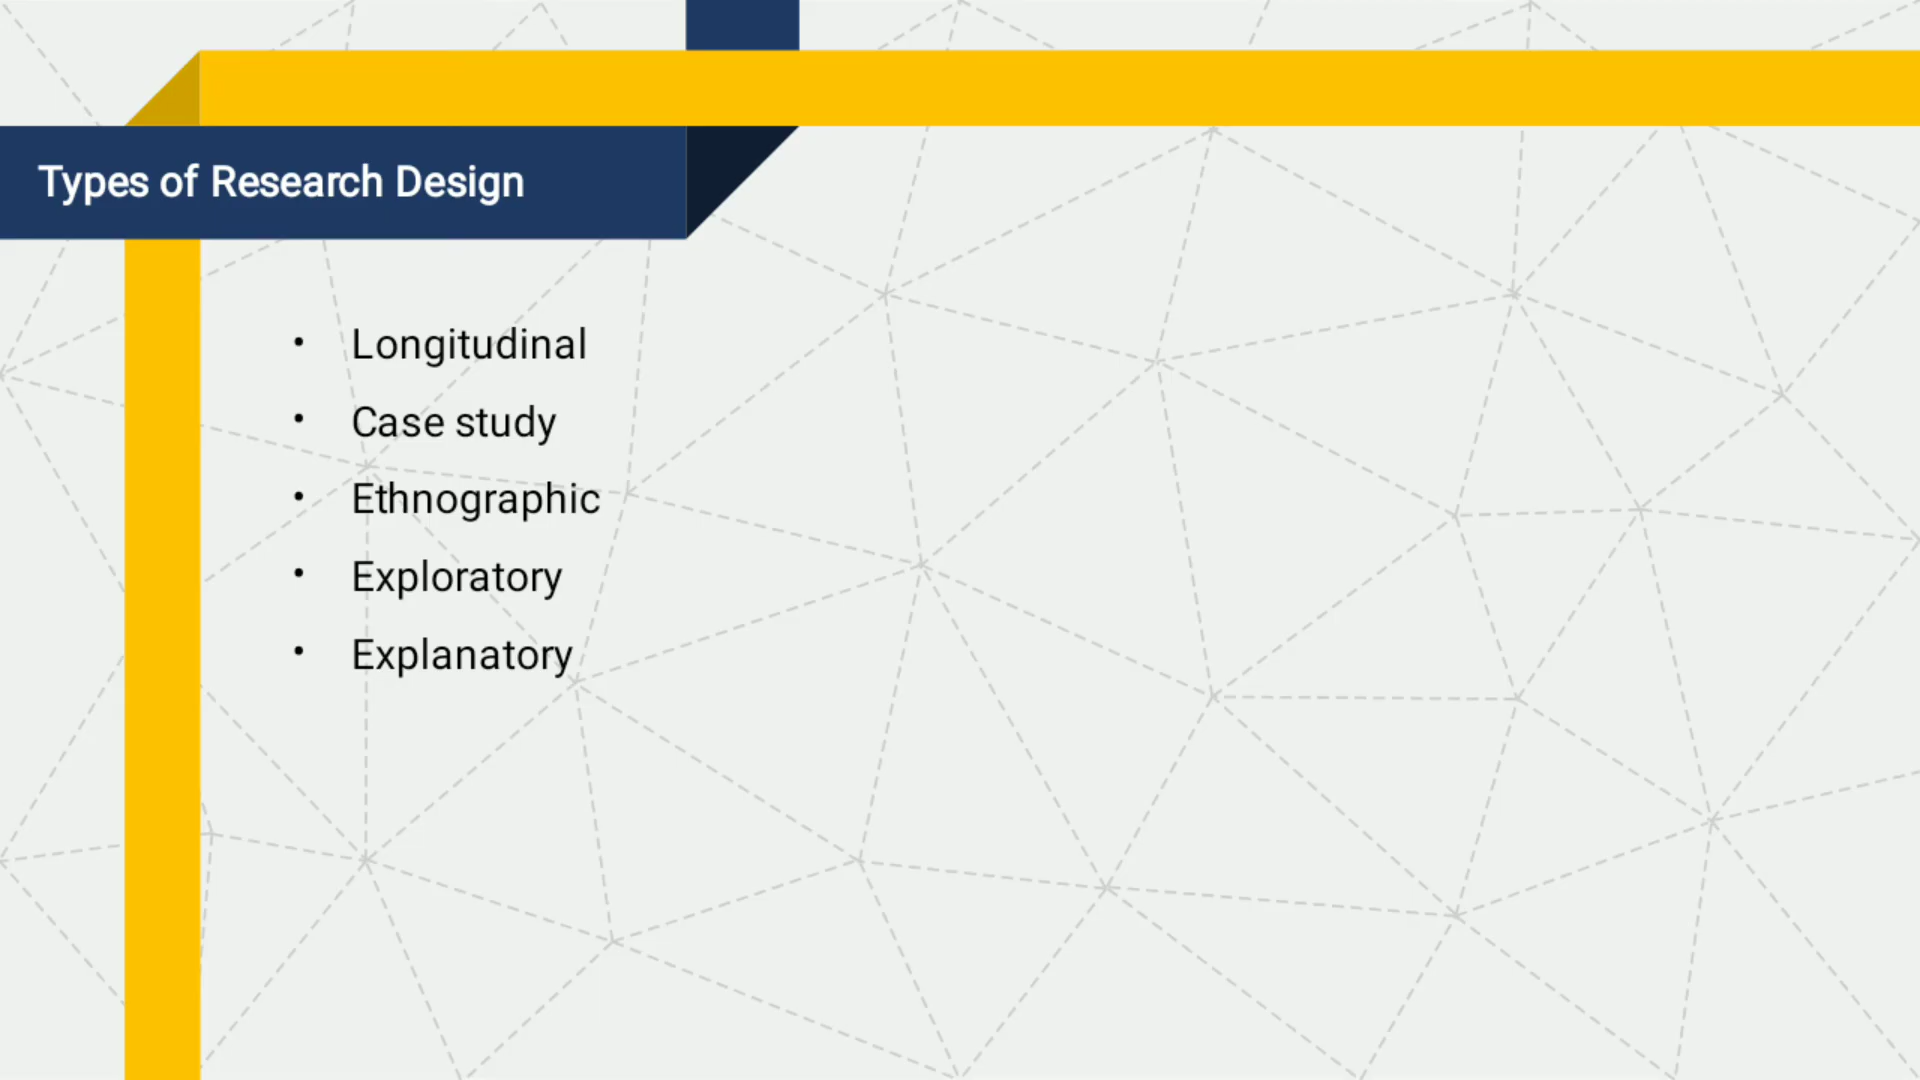 Types of Research Design
• Longitudinal
• Case study
• Ethnographic
• Exploratory
• Explanatory